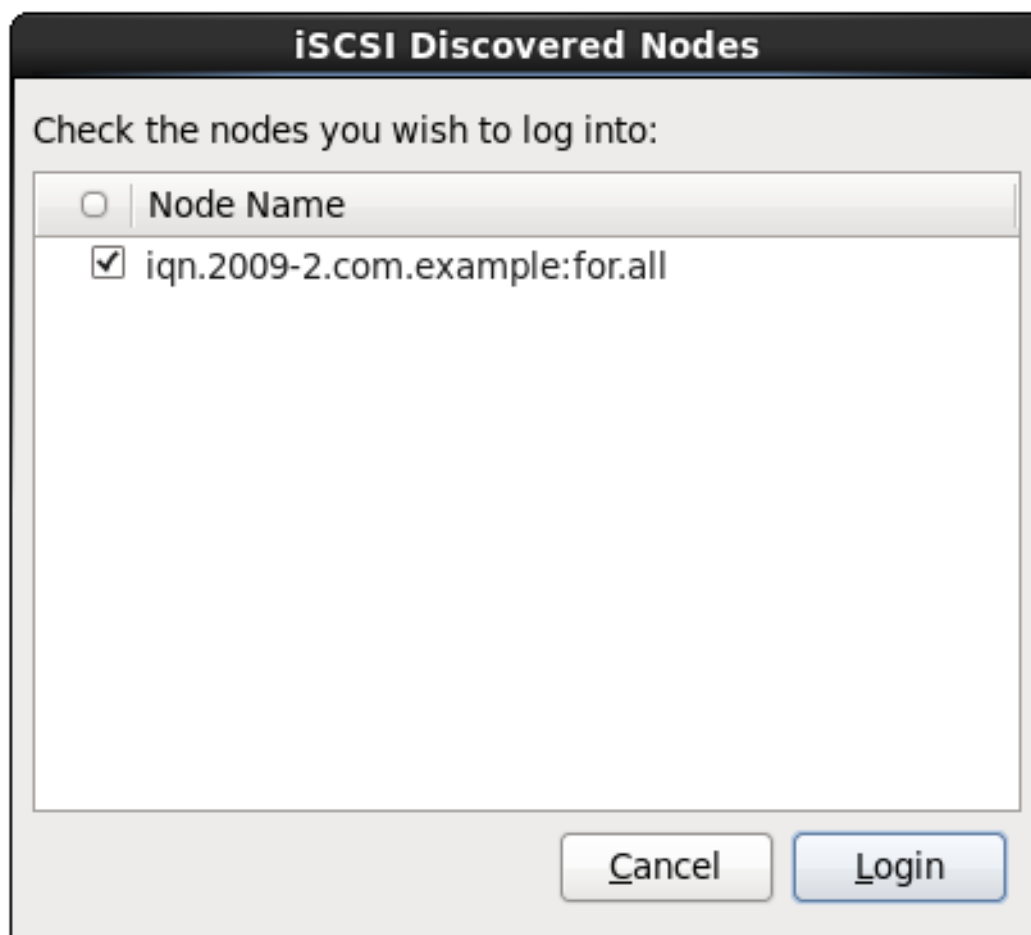 iSCSI Discovered Nodes
Check the nodes you wish to log into:
Node Name
iqn.2009-2.com.example:for.all
Cancel
Login